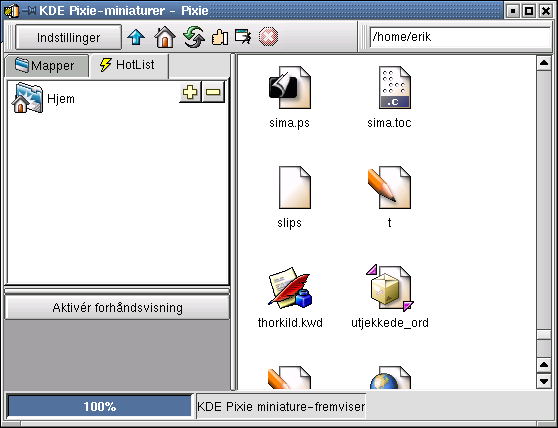 KDE Pixie-miniaturer - Pixie
Indstillinger
/home/erik
Mapper
HotList
Hjem
sima.ps
.c
sima.toc
slips
t
thorkild.kwd
utjekkede_ord
Aktivér forhåndsvisning
100%
KDE Pixie miniature-fremviser